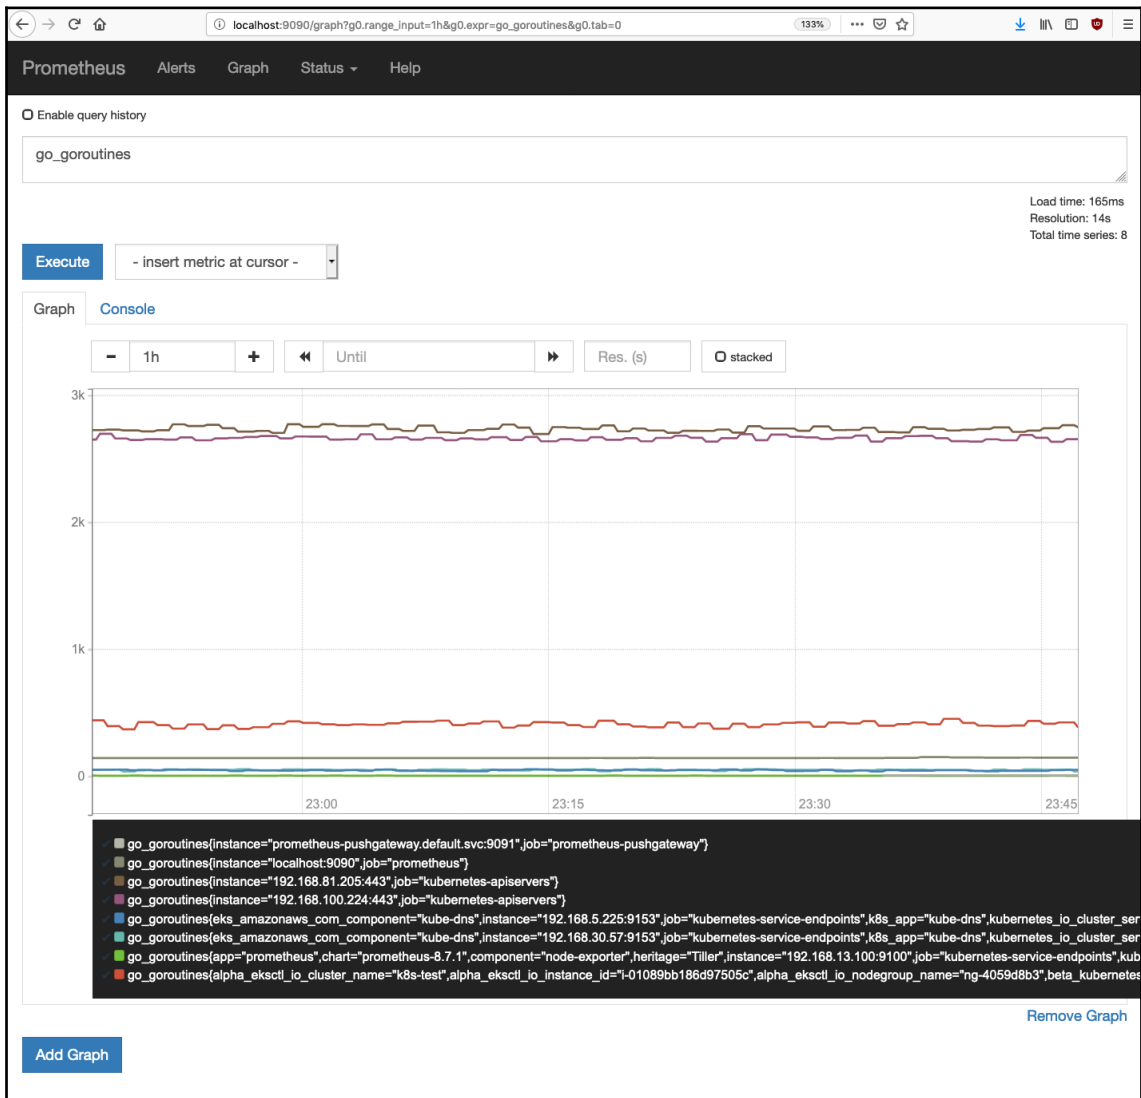 localhost:9090/graph?g0.range_input=1h&g0.expr=go_goroutines&g0.tab=0 133%
Prometheus Alerts Graph Status Help
Enable query history
go_goroutines
Load time: 165ms
Resolution: 14s
Total time series: 8
Execute - insert metric at cursor -
Graph Console
− 1h + Until Res. (s) stacked
3k
2k
1k
0
23:00 23:15 23:30 23:45
go_goroutines{instance="prometheus-pushgateway.default.svc:9091",job="prometheus-pushgateway"}
go_goroutines{instance="localhost:9090",job="prometheus"}
go_goroutines{instance="192.168.81.205:443",job="kubernetes-apiservers"}
go_goroutines{instance="192.168.100.224:443",job="kubernetes-apiservers"}
go_goroutines{eks_amazonaws_com_component="kube-dns",instance="192.168.5.225:9153",job="kubernetes-service-endpoints",k8s_app="kube-dns",kubernetes_io_cluster_ser
go_goroutines{eks_amazonaws_com_component="kube-dns",instance="192.168.30.57:9153",job="kubernetes-service-endpoints",k8s_app="kube-dns",kubernetes_io_cluster_ser
go_goroutines{app="prometheus",chart="prometheus-8.7.1",component="node-exporter",heritage="Tiller",instance="192.168.13.100:9100",job="kubernetes-service-endpoints",kub
go_goroutines{alpha_eksctl_io_cluster_name="k8s-test",alpha_eksctl_io_instance_id="i-01089bb186d97505c",alpha_eksctl_io_nodegroup_name="ng-4059d8b3",beta_kubernetes
Remove Graph
Add Graph